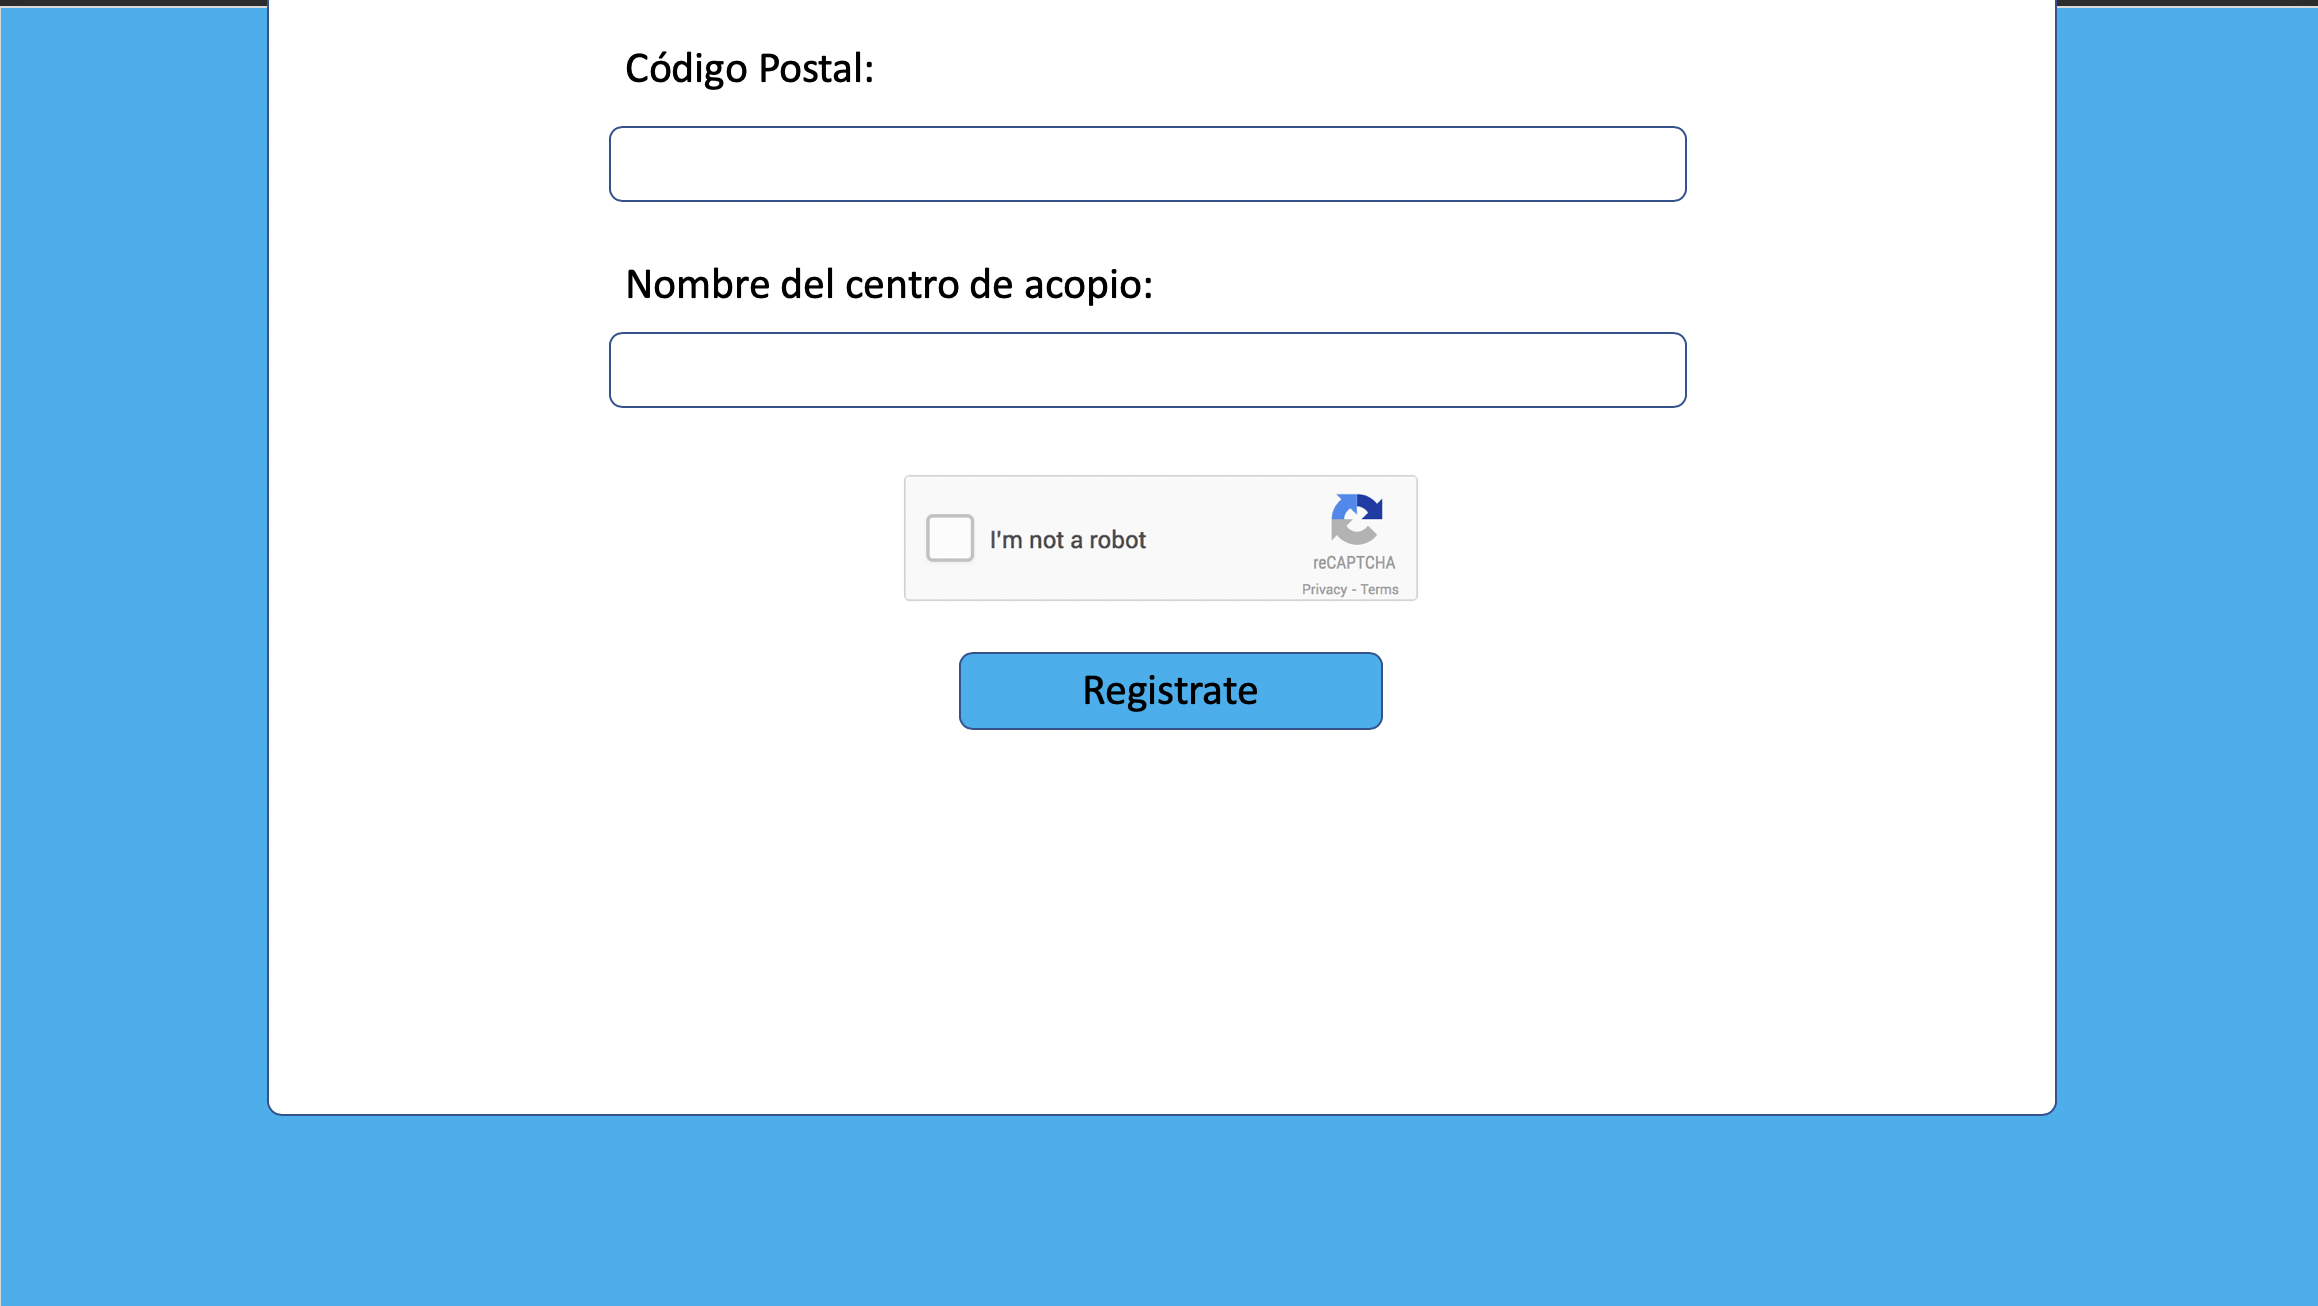 Código Postal:
Nombre del centro de acopio:
I'm not a robot
reCAPTCHA
Privacy - Terms
Registrate